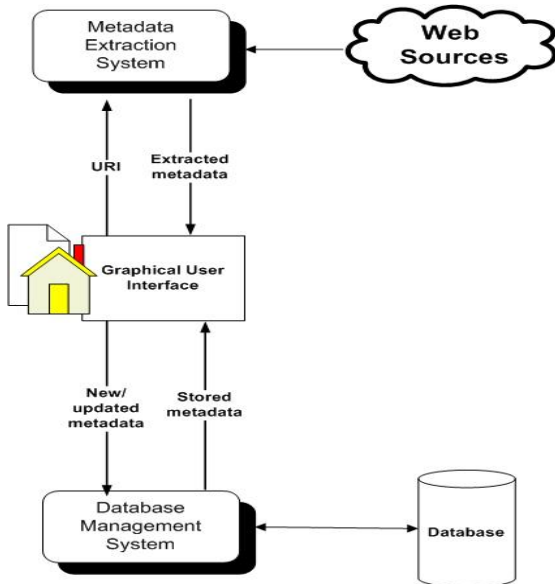 Metadata
Extraction
System
Web
Sources
URI
Extracted
metadata
Graphical User
Interface
New/
updated
metadata
Stored
metadata
Database
Management
System
Database